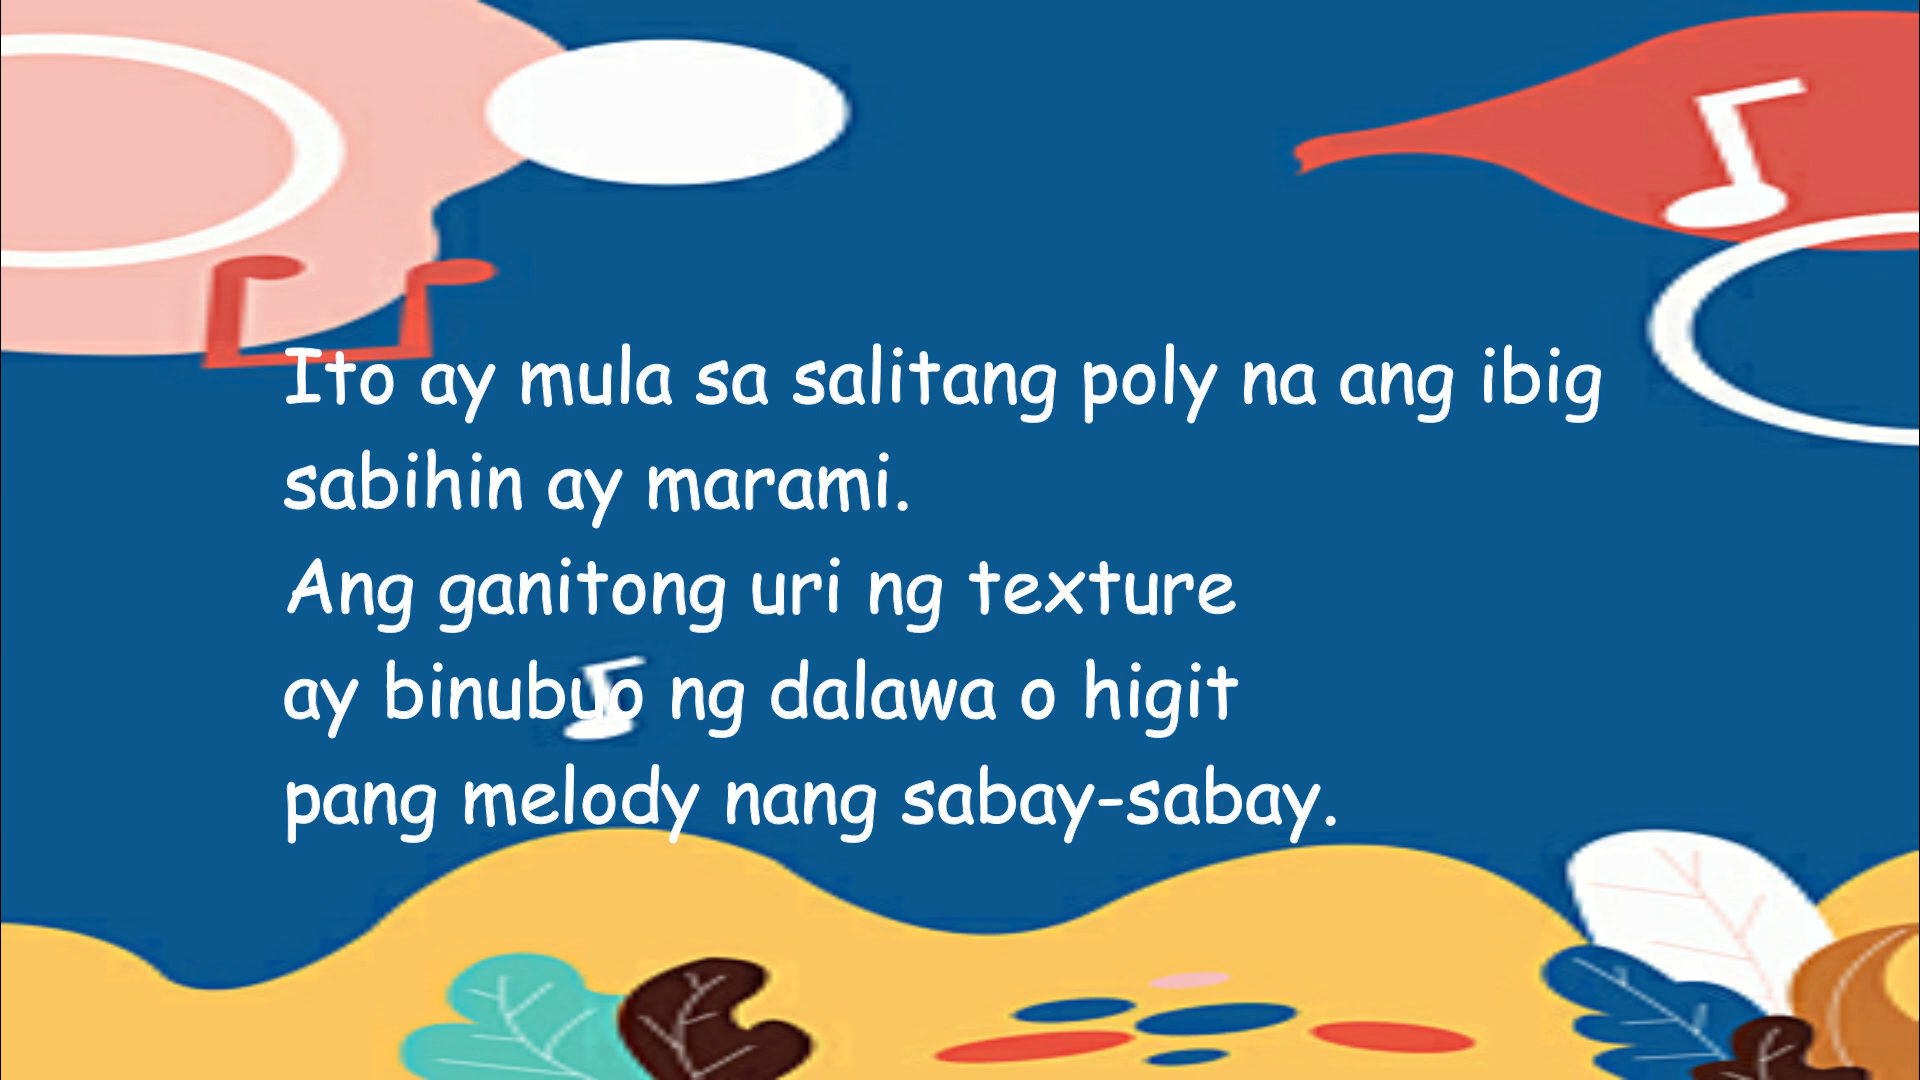 Ito ay mula sa salitang poly na ang ibig
sabihin ay marami.
Ang ganitong uri ng texture
ay binubuo ng dalawa o higit
pang melody nang sabay-sabay.